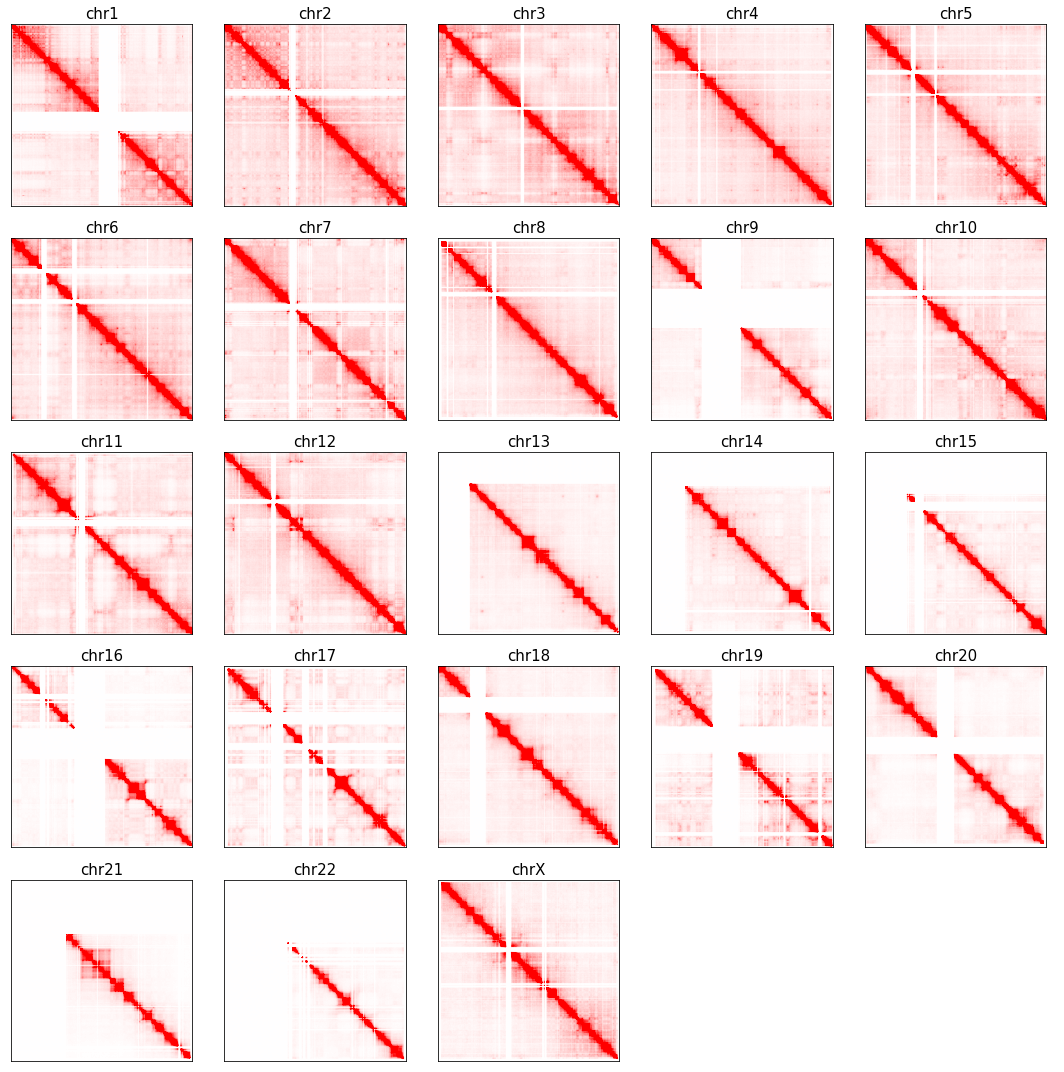 chr1 chr2 chr3 chr4 chr5
chr6 chr7 chr8 chr9 chr10
chr11 chr12 chr13 chr14 chr15
chr16 chr17 chr18 chr19 chr20
chr21 chr22 chrX